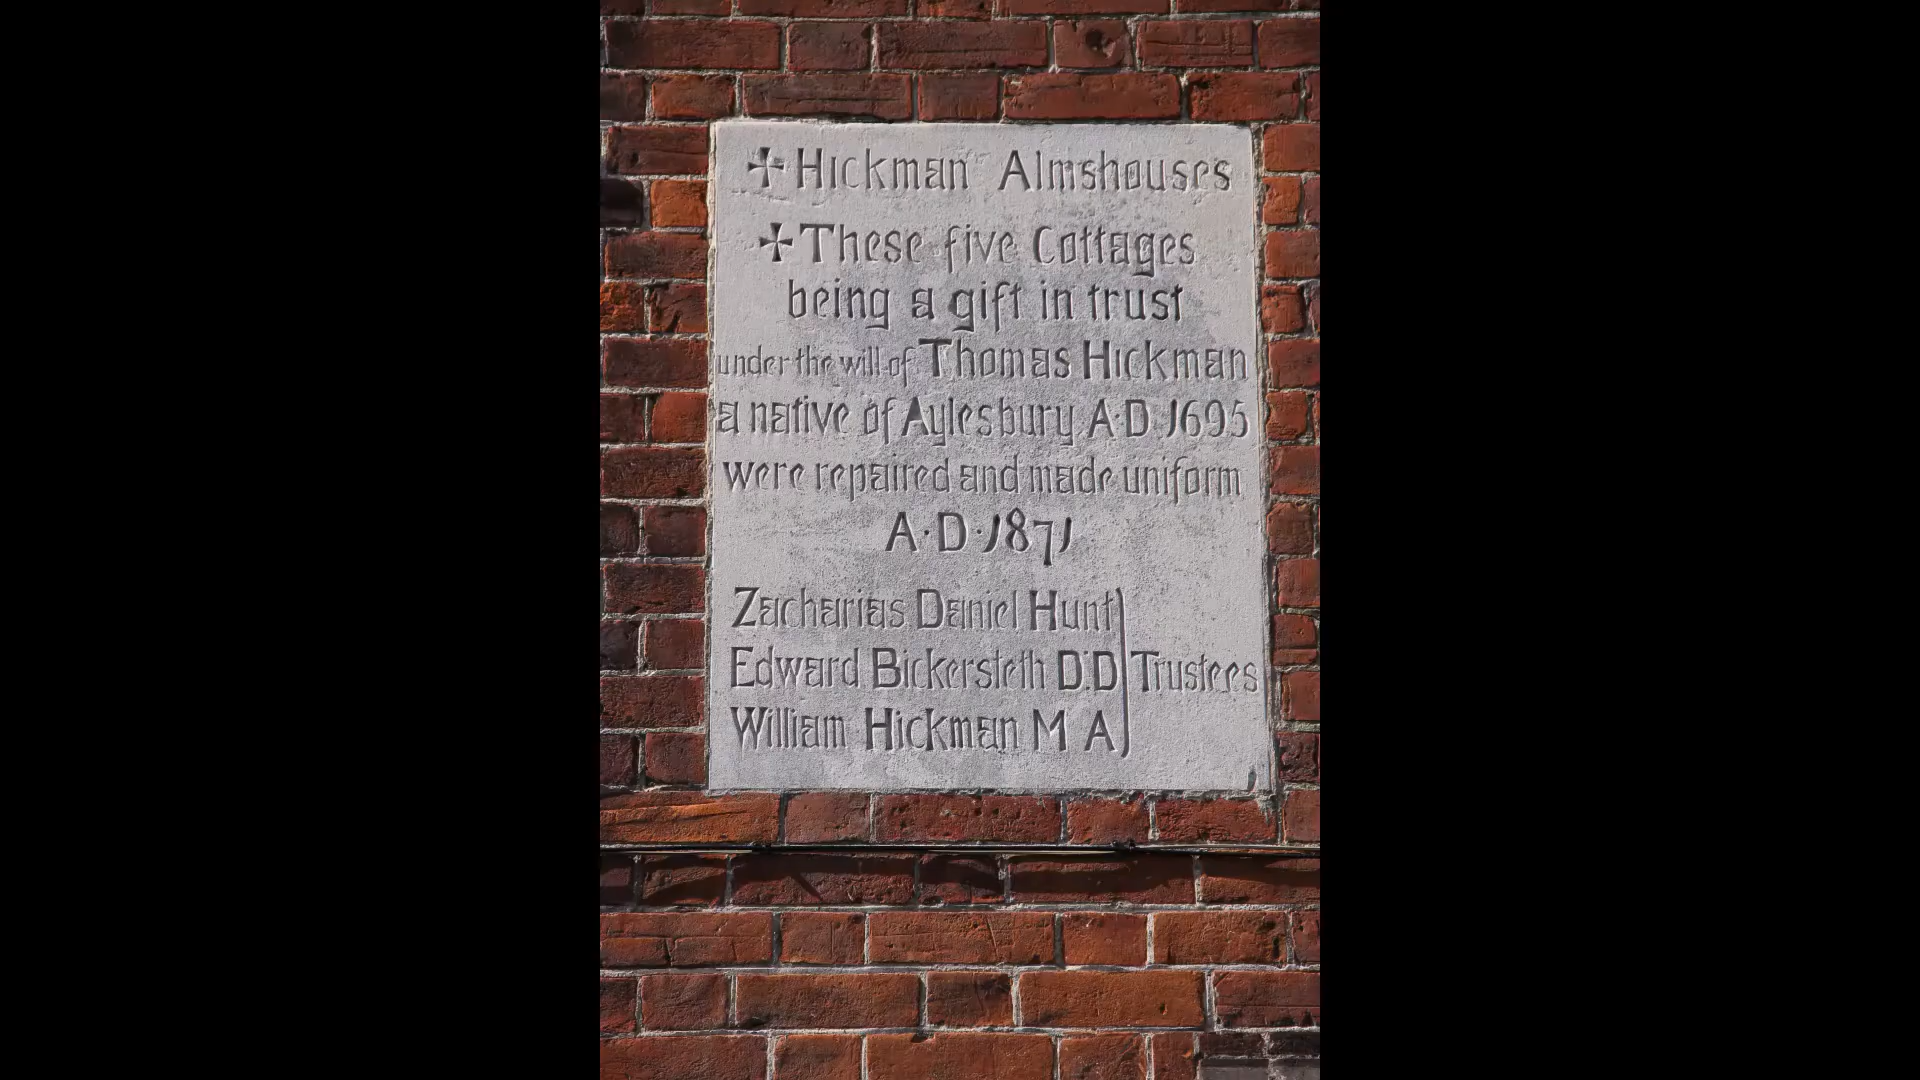 ✠ Hickman Almshouses
✠ These five Cottages
being a gift in trust
under the will of Thomas Hickman
a native of Aylesbury A·D 1695
were repaired and made uniform
A·D·1871
Zacharias Daniel Hunt
Edward Bickersteth D.D Trustees
William Hickman M A